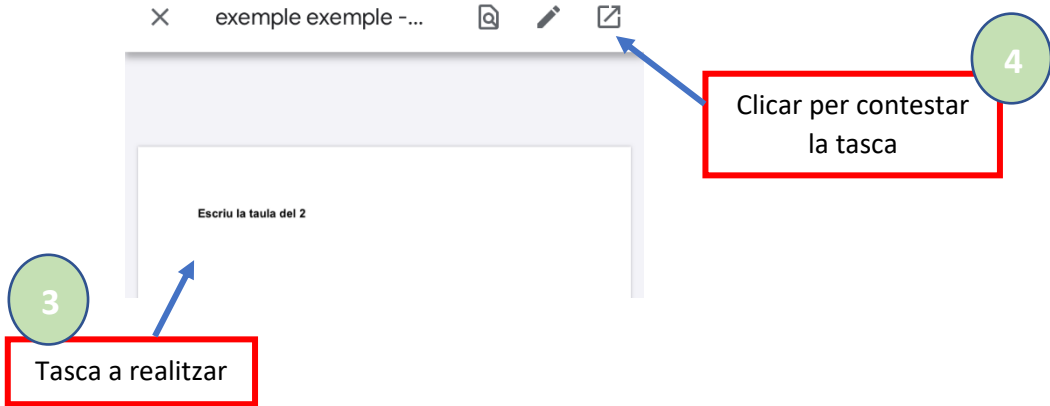 exemple exemple -...
4
Clicar per contestar
la tasca
Escriu la taula del 2
3
Tasca a realitzar